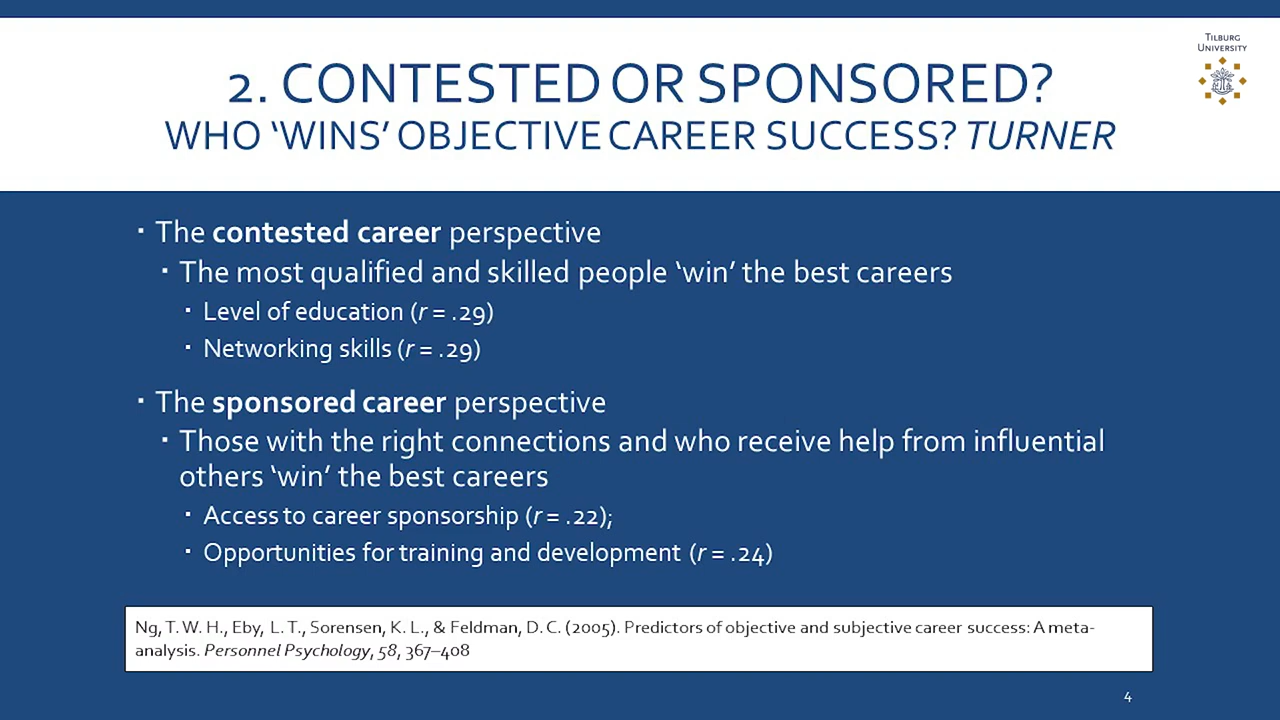 TILBURG
UNIVERSITY
2. CONTESTED OR SPONSORED?
WHO ‘WINS’ OBJECTIVE CAREER SUCCESS? TURNER
▪ The contested career perspective
▪ The most qualified and skilled people ‘win’ the best careers
▪ Level of education (r = .29)
▪ Networking skills (r = .29)
▪ The sponsored career perspective
▪ Those with the right connections and who receive help from influential
others ‘win’ the best careers
▪ Access to career sponsorship (r = .22);
▪ Opportunities for training and development (r = .24)
Ng, T. W. H., Eby, L. T., Sorensen, K. L., & Feldman, D. C. (2005). Predictors of objective and subjective career success: A meta-
analysis. Personnel Psychology, 58, 367–408
4